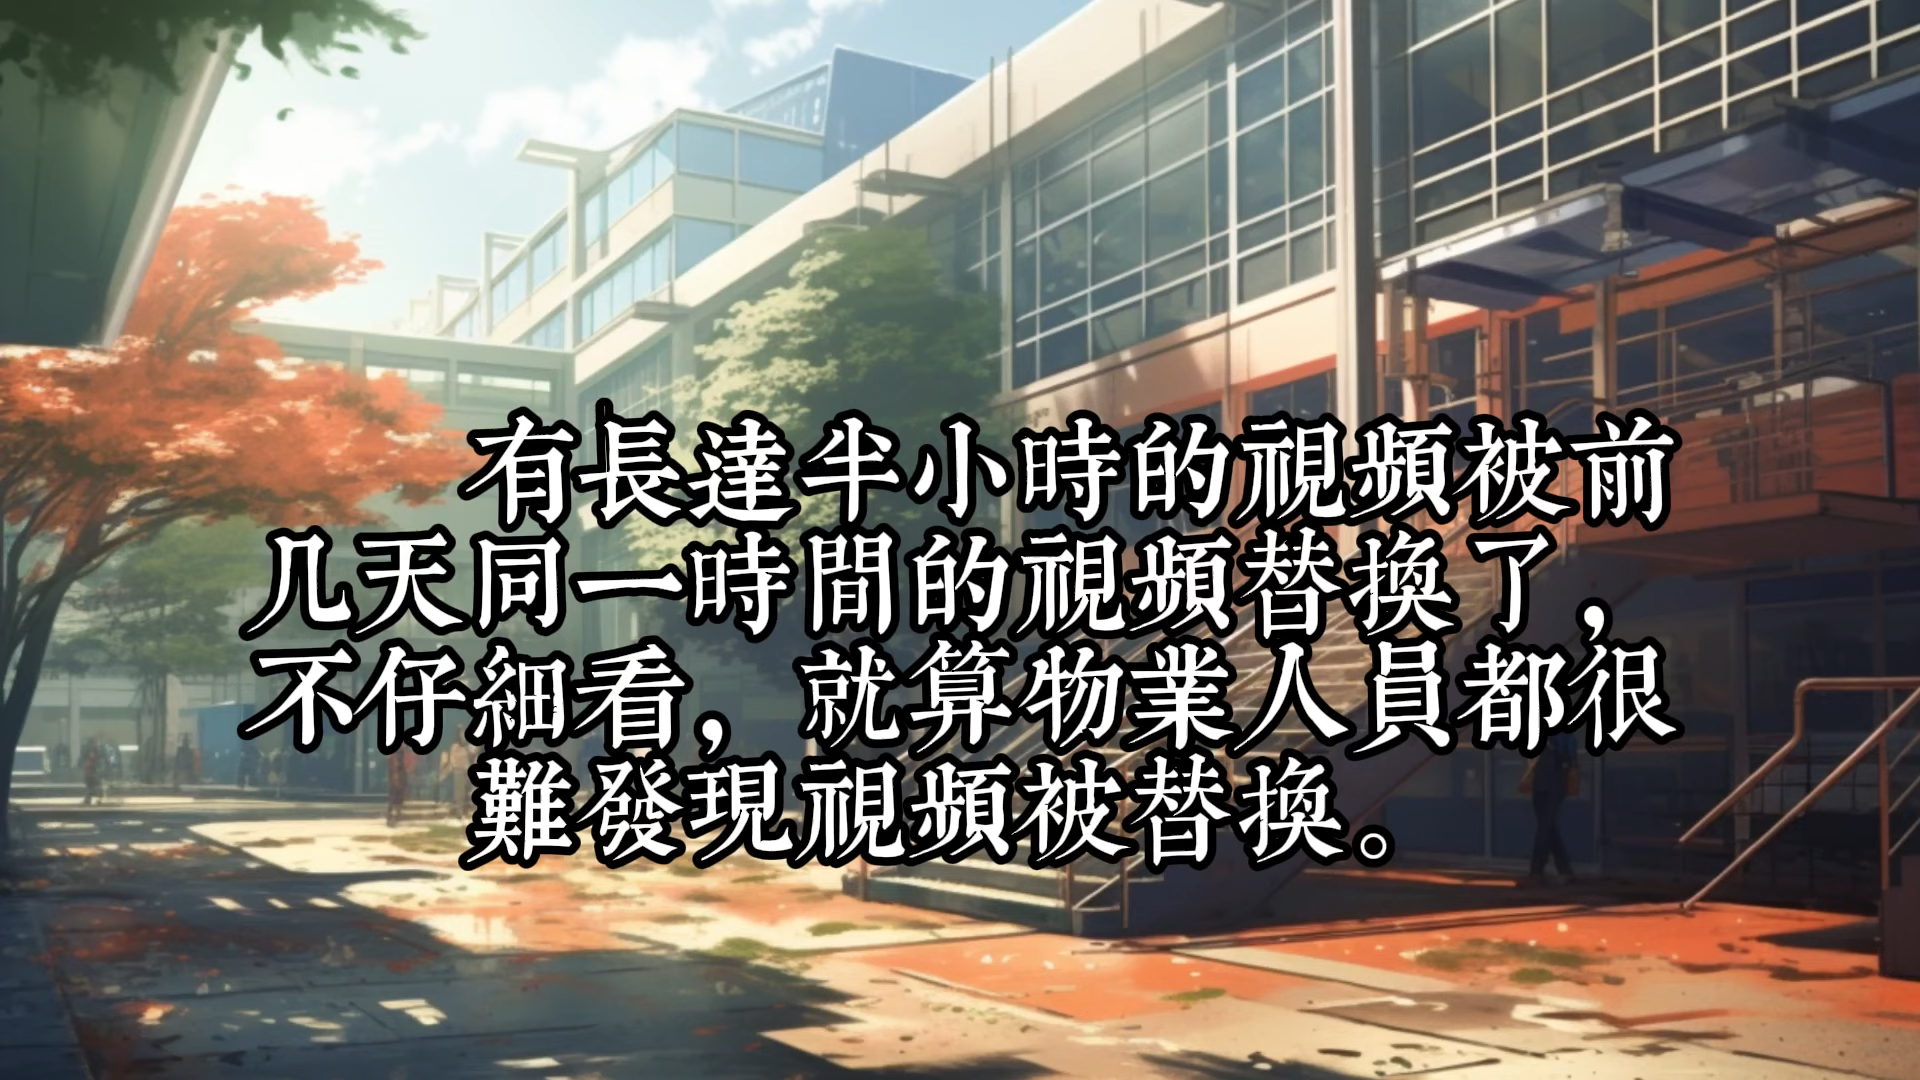 有長達半小時的視頻被前
几天同一時間的視頻替換了，
不仔細看，就算物業人員都很
難發現視頻被替換。